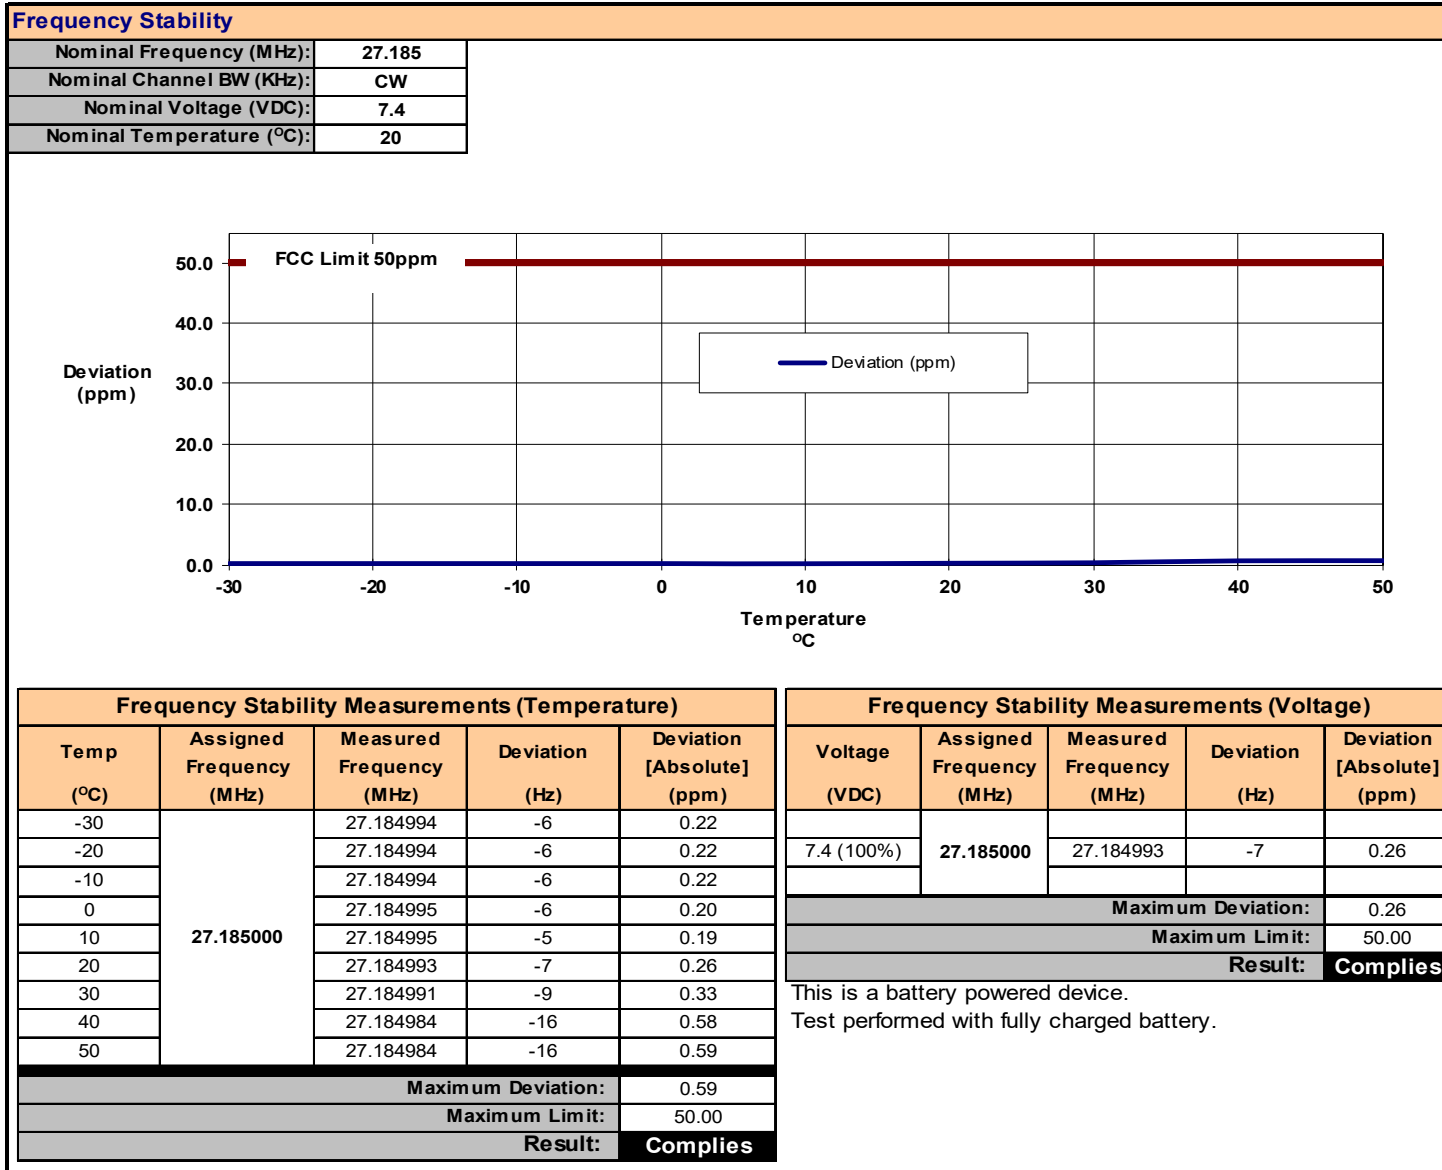 Frequency Stability
Nominal Frequency (MHz): 27.185
Nominal Channel BW (KHz): CW
Nominal Voltage (VDC): 7.4
Nominal Temperature (OC): 20
FCC Limit 50ppm
50.0
40.0
30.0
20.0
10.0
0.0
Deviation
(ppm)
Deviation (ppm)
-30 -20 -10 0 10 20 30 40 50
Temperature
OC
Frequency Stability Measurements (Temperature)
Temp Assigned Frequency Measured Frequency Deviation Deviation [Absolute]
(OC) (MHz) (MHz) (Hz) (ppm)
-30 27.184994 -6 0.22
-20 27.184994 -6 0.22
-10 27.184994 -6 0.22
0 27.184995 -6 0.20
10 27.185000 27.184995 -5 0.19
20 27.184993 -7 0.26
30 27.184991 -9 0.33
40 27.184984 -16 0.58
50 27.184984 -16 0.59
Maximum Deviation: 0.59
Maximum Limit: 50.00
Result: Complies
Frequency Stability Measurements (Voltage)
Voltage Assigned Frequency Measured Frequency Deviation Deviation [Absolute]
(VDC) (MHz) (MHz) (Hz) (ppm)
7.4 (100%) 27.185000 27.184993 -7 0.26
Maximum Deviation: 0.26
Maximum Limit: 50.00
Result: Complies
This is a battery powered device.
Test performed with fully charged battery.